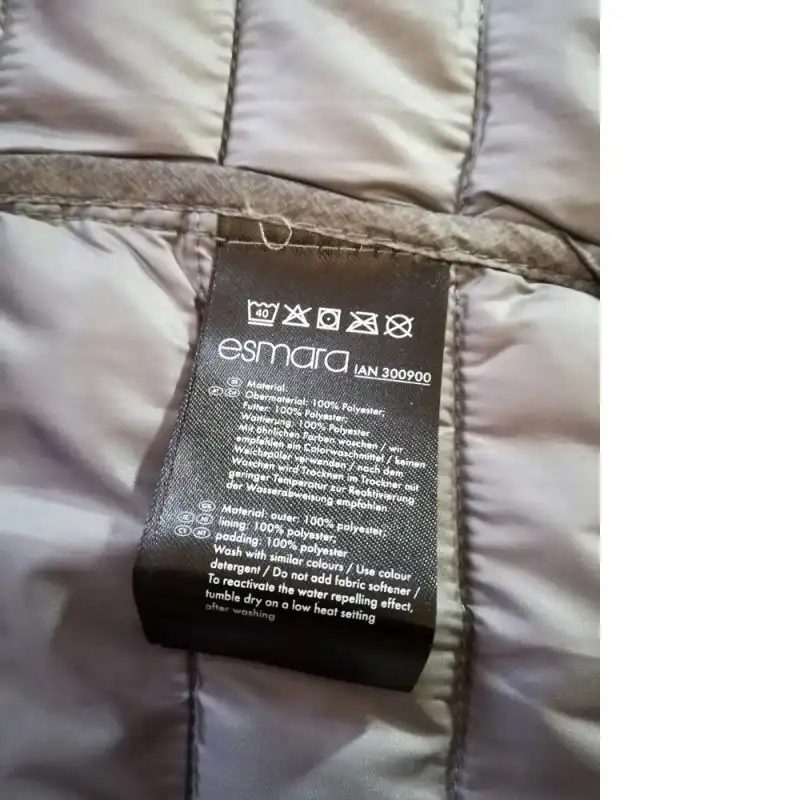 40
esmara IAN 300900
Material:
Obermaterial: 100% Polyester;
Futter: 100% Polyester;
Wattierung: 100% Polyester
Mit ähnlichen Farben waschen / wir
empfehlen ein Colorwaschmittel / keinen
Weichspüler verwenden / nach dem
Waschen wird Trocknen im Trockner mit
geringer Temperatur zur Reaktivierung
der Wasserabweisung empfohlen
GB
Material: outer: 100% polyester;
lining: 100% polyester;
padding: 100% polyester
Wash with similar colours / Use colour
detergent / Do not add fabric softener /
To reactivate the water repelling effect,
tumble dry on a low heat setting
after washing